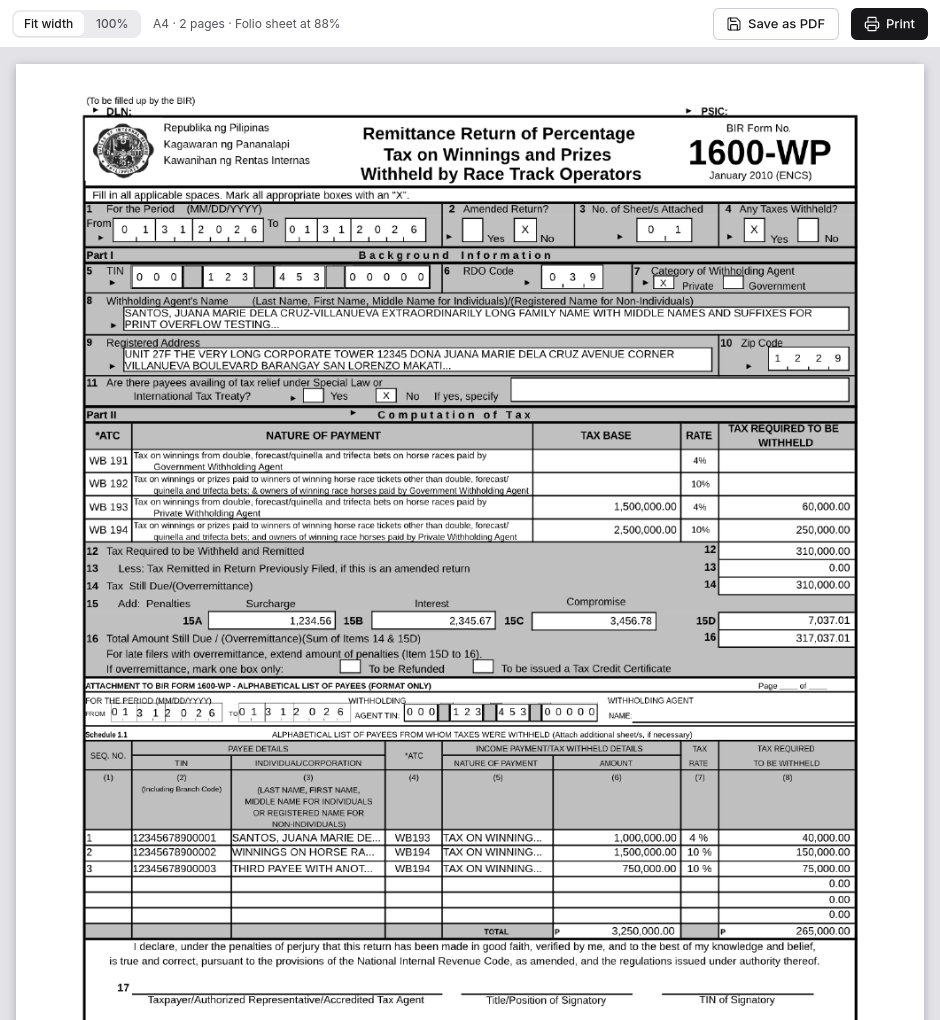 Fit width 100% A4 · 2 pages · Folio sheet at 88% Save as PDF Print
(To be filled up by the BIR)
DLN: PSIC:
Republika ng Pilipinas
Kagawaran ng Pananalapi
Kawanihan ng Rentas Internas
Remittance Return of Percentage
Tax on Winnings and Prizes
Withheld by Race Track Operators
BIR Form No.
1600-WP
January 2010 (ENCS)
Fill in all applicable spaces. Mark all appropriate boxes with an "X".
1 For the Period (MM/DD/YYYY) 2 Amended Return? 3 No. of Sheet/s Attached 4 Any Taxes Withheld?
From 0 1 3 1 2 0 2 6 To 0 1 3 1 2 0 2 6 Yes X No 0 1 X Yes No
Part I Background Information
5 TIN 0 0 0 1 2 3 4 5 3 0 0 0 0 0 6 RDO Code 0 3 9 7 Category of Withholding Agent
X Private Government
8 Withholding Agent's Name (Last Name, First Name, Middle Name for Individuals)/(Registered Name for Non-Individuals)
SANTOS, JUANA MARIE DELA CRUZ-VILLANUEVA EXTRAORDINARILY LONG FAMILY NAME WITH MIDDLE NAMES AND SUFFIXES FOR
PRINT OVERFLOW TESTING...
9 Registered Address 10 Zip Code
UNIT 27F THE VERY LONG CORPORATE TOWER 12345 DONA JUANA MARIE DELA CRUZ AVENUE CORNER
VILLANUEVA BOULEVARD BARANGAY SAN LORENZO MAKATI...
1 2 2 9
11 Are there payees availing of tax relief under Special Law or
International Tax Treaty? Yes X No If yes, specify
Part II Computation of Tax
*ATC NATURE OF PAYMENT TAX BASE RATE TAX REQUIRED TO BE WITHHELD
WB 191 Tax on winnings from double, forecast/quinella and trifecta bets on horse races paid by
Government Withholding Agent 4%
WB 192 Tax on winnings or prizes paid to winners of winning horse race tickets other than double, forecast/
quinella and trifecta bets; & owners of winning race horses paid by Government Withholding Agent 10%
WB 193 Tax on winnings from double, forecast/quinella and trifecta bets on horse races paid by
Private Withholding Agent 1,500,000.00 4% 60,000.00
WB 194 Tax on winnings or prizes paid to winners of winning horse race tickets other than double, forecast/
quinella and trifecta bets; and owners of winning race horses paid by Private Withholding Agent 2,500,000.00 10% 250,000.00
12 Tax Required to be Withheld and Remitted 12 310,000.00
13 Less: Tax Remitted in Return Previously Filed, if this is an amended return 13 0.00
14 Tax Still Due/(Overremittance) 14 310,000.00
15 Add: Penalties Surcharge Interest Compromise
15A 1,234.56 15B 2,345.67 15C 3,456.78 15D 7,037.01
16 Total Amount Still Due / (Overremittance)(Sum of Items 14 & 15D) 16 317,037.01
For late filers with overremittance, extend amount of penalties (Item 15D to 16).
If overremittance, mark one box only: To be Refunded To be issued a Tax Credit Certificate
ATTACHMENT TO BIR FORM 1600-WP - ALPHABETICAL LIST OF PAYEES (FORMAT ONLY) Page ____ of ____
FOR THE PERIOD (MM/DD/YYYY) WITHHOLDING WITHHOLDING AGENT
FROM 0 1 3 1 2 0 2 6 TO 0 1 3 1 2 0 2 6 AGENT TIN: 0 0 0 1 2 3 4 5 3 0 0 0 0 0 NAME:
Schedule 1.1 ALPHABETICAL LIST OF PAYEES FROM WHOM TAXES WERE WITHHELD (Attach additional sheet/s, if necessary)
SEQ. NO. PAYEE DETAILS *ATC INCOME PAYMENT/TAX WITHHELD DETAILS TAX TAX REQUIRED
TIN INDIVIDUAL/CORPORATION NATURE OF PAYMENT AMOUNT RATE TO BE WITHHELD
(1) (2) (3) (4) (5) (6) (7) (8)
(Including Branch Code) (LAST NAME, FIRST NAME,
MIDDLE NAME FOR INDIVIDUALS
OR REGISTERED NAME FOR
NON-INDIVIDUALS)
1 12345678900001 SANTOS, JUANA MARIE DE... WB193 TAX ON WINNING... 1,000,000.00 4 % 40,000.00
2 12345678900002 WINNINGS ON HORSE RA... WB194 TAX ON WINNING... 1,500,000.00 10 % 150,000.00
3 12345678900003 THIRD PAYEE WITH ANOT... WB194 TAX ON WINNING... 750,000.00 10 % 75,000.00
0.00
0.00
0.00
TOTAL P 3,250,000.00 P 265,000.00
I declare, under the penalties of perjury that this return has been made in good faith, verified by me, and to the best of my knowledge and belief,
is true and correct, pursuant to the provisions of the National Internal Revenue Code, as amended, and the regulations issued under authority thereof.
17
Taxpayer/Authorized Representative/Accredited Tax Agent Title/Position of Signatory TIN of Signatory